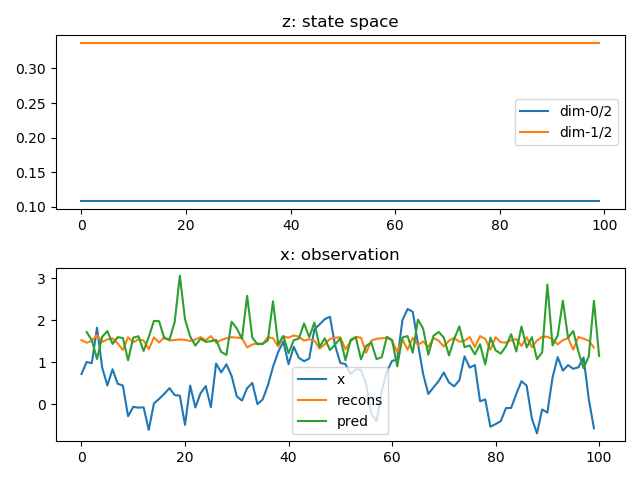 z: state space
0.30
0.25
0.20
0.15
0.10
dim-0/2
dim-1/2
0 20 40 60 80 100
x: observation
3
2
1
0
x
recons
pred
0 20 40 60 80 100